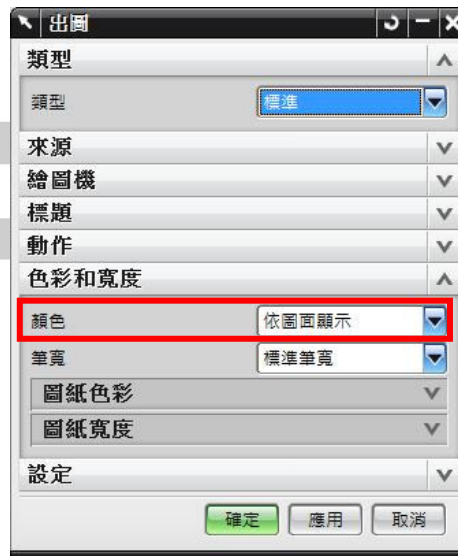 出圖
類型
類型 標準
來源
繪圖機
標題
動作
色彩和寬度
顏色 依圖面顯示
筆寬 標準筆寬
圖紙色彩
圖紙寬度
設定
確定 應用 取消